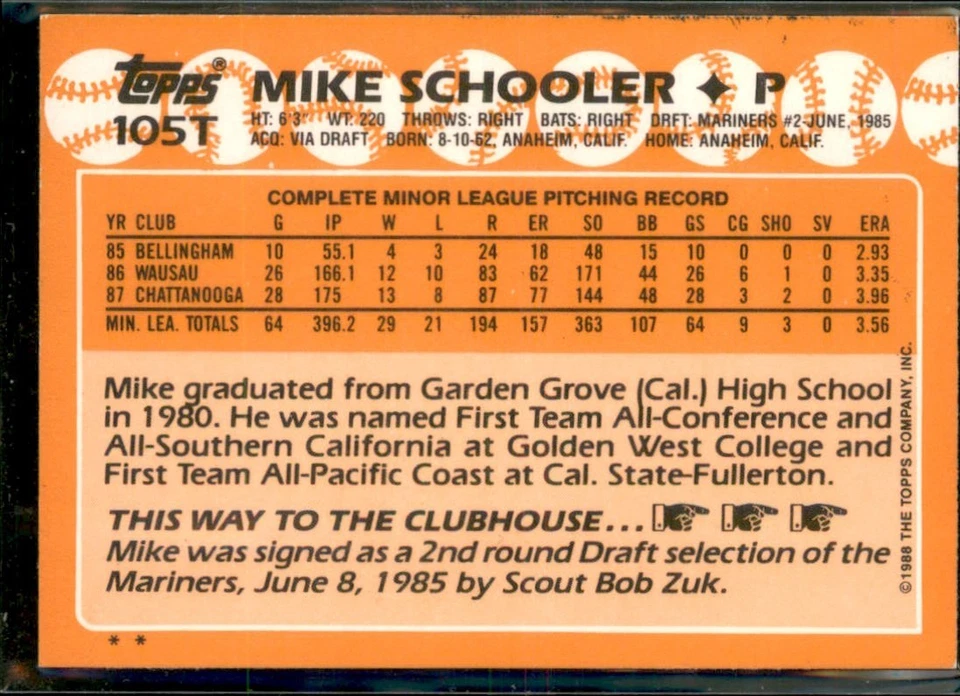 Topps® MIKE SCHOOLER ✦ P
105T HT: 6'3" WT: 220 THROWS: RIGHT BATS: RIGHT DRFT: MARINERS #2-JUNE, 1985
ACQ: VIA DRAFT BORN: 8-10-62, ANAHEIM, CALIF. HOME: ANAHEIM, CALIF.
COMPLETE MINOR LEAGUE PITCHING RECORD
YR CLUB G IP W L R ER SO BB GS CG SHO SV ERA
85 BELLINGHAM 10 55.1 4 3 24 18 48 15 10 0 0 0 2.93
86 WAUSAU 26 166.1 12 10 83 62 171 44 26 6 1 0 3.35
87 CHATTANOOGA 28 175 13 8 87 77 144 48 28 3 2 0 3.96
MIN. LEA. TOTALS 64 396.2 29 21 194 157 363 107 64 9 3 0 3.56
Mike graduated from Garden Grove (Cal.) High School
in 1980. He was named First Team All-Conference and
All-Southern California at Golden West College and
First Team All-Pacific Coast at Cal. State-Fullerton.
THIS WAY TO THE CLUBHOUSE...
Mike was signed as a 2nd round Draft selection of the
Mariners, June 8, 1985 by Scout Bob Zuk.
©1988 THE TOPPS COMPANY, INC.
* *